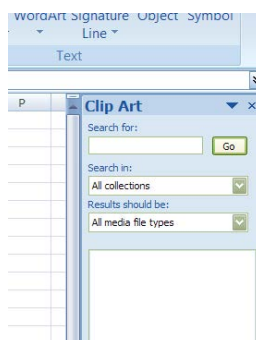 WordArt Signature Object Symbol
Line
Text
P
Clip Art
Search for:
Go
Search in:
All collections
Results should be:
All media file types